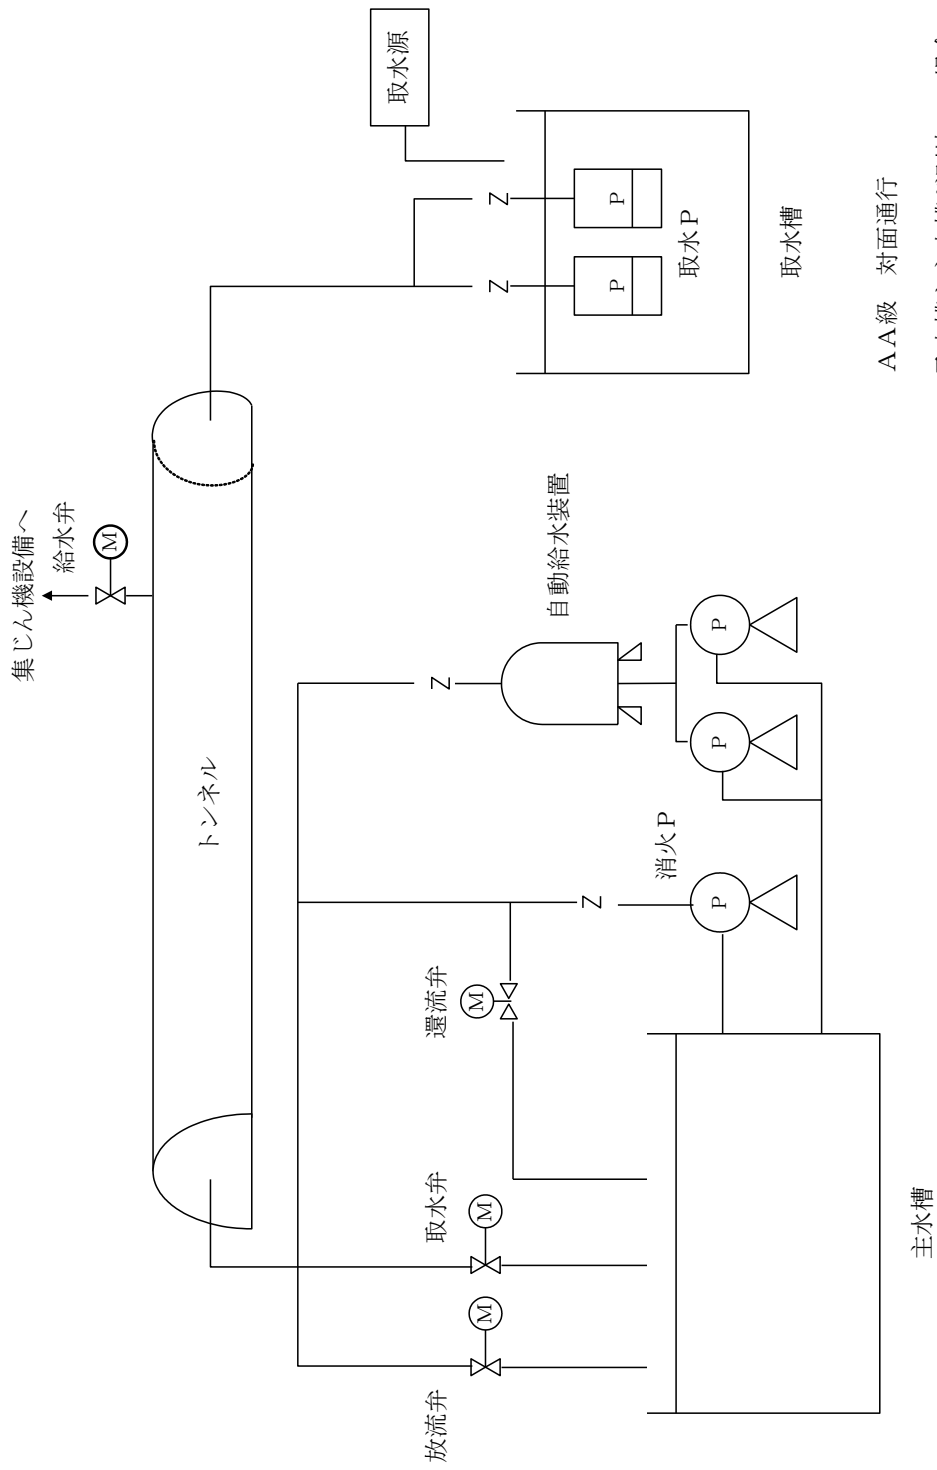 集じん機設備へ
給水弁
M
トンネル
取水源
Z
Z
P
P
取水P
取水槽
自動給水装置
Z
P
P
消火P
P
Z
還流弁
M
取水弁
M
放流弁
M
主水槽
AA級 対面通行